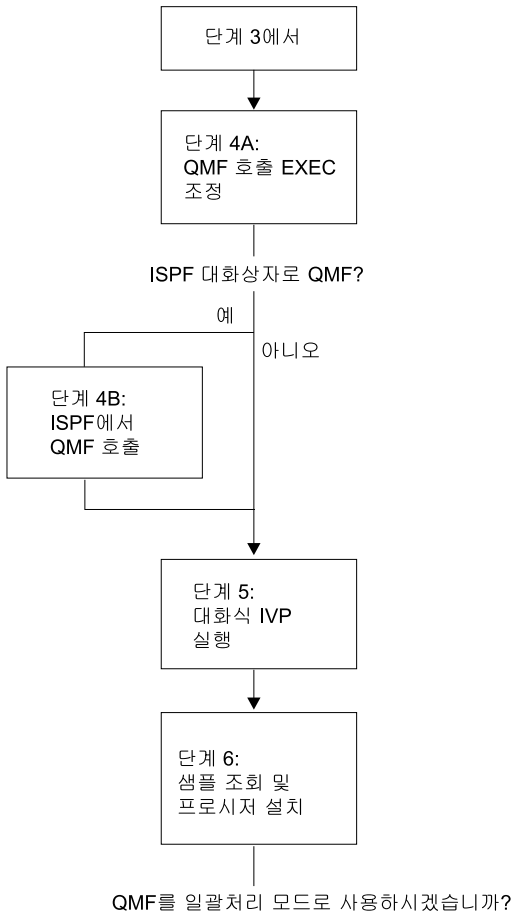 단계 3에서
단계 4A:
QMF 호출 EXEC
조정
ISPF 대화상자로 QMF?
예
아니오
단계 4B:
ISPF에서
QMF 호출
단계 5:
대화식 IVP
실행
단계 6:
샘플 조회 및
프로시저 설치
QMF를 일괄처리 모드로 사용하시겠습니까?